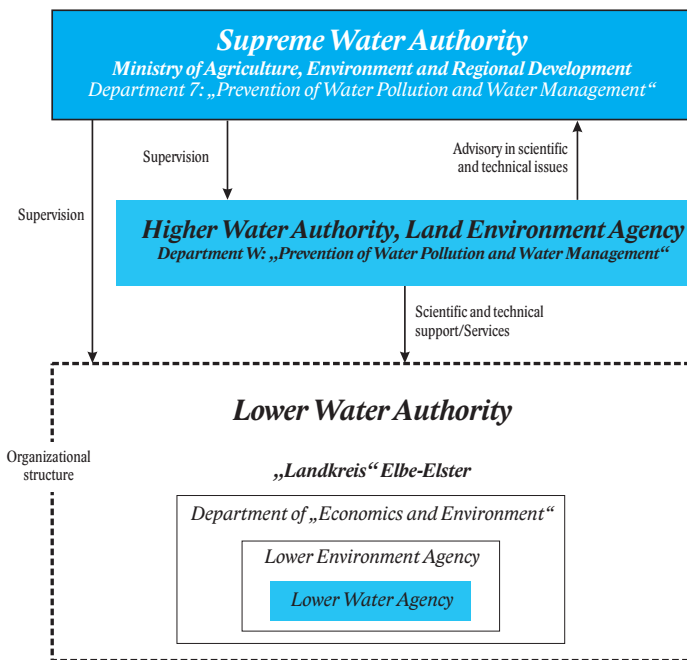 Supreme Water Authority
Ministry of Agriculture, Environment and Regional Development
Department 7: „Prevention of Water Pollution and Water Management“
Supervision
Supervision
Advisory in scientific
and technical issues
Higher Water Authority, Land Environment Agency
Department W: „Prevention of Water Pollution and Water Management“
Scientific and technical
support/Services
Lower Water Authority
Organizational
structure
„Landkreis“ Elbe-Elster
Department of „Economics and Environment“
Lower Environment Agency
Lower Water Agency